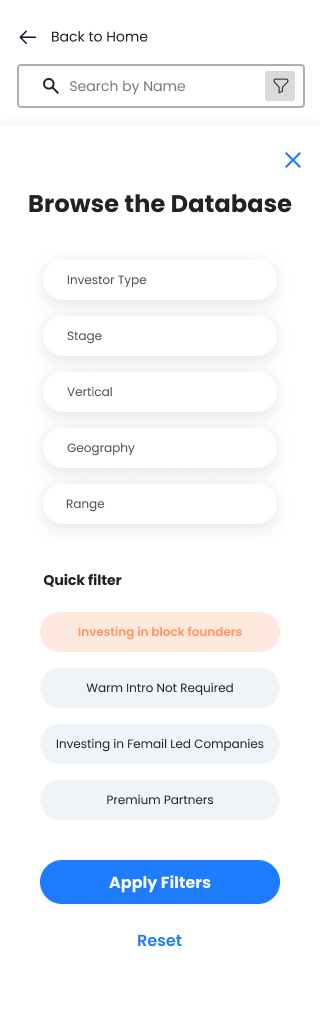 Back to Home
Search by Name
Browse the Database
Investor Type
Stage
Vertical
Geography
Range
Quick filter
Investing in block founders
Warm Intro Not Required
Investing in Femail Led Companies
Premium Partners
Apply Filters
Reset